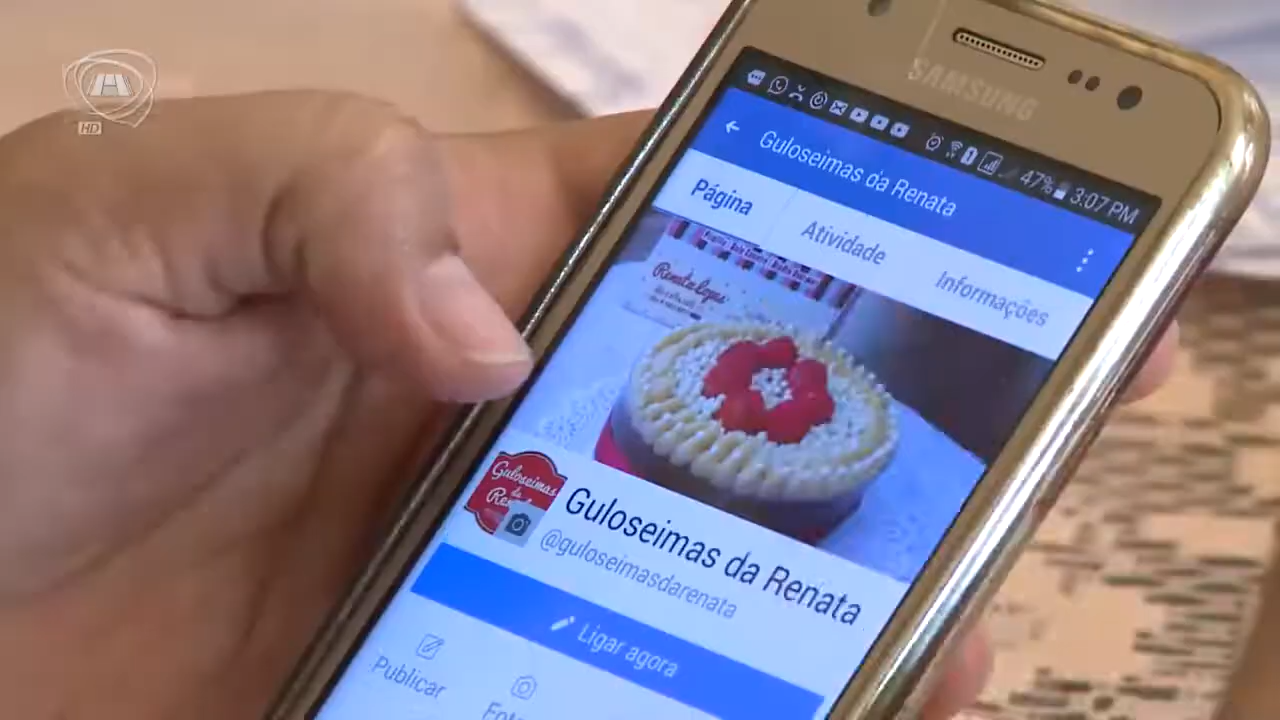 HD
SAMSUNG
47% 3:07 PM
Guloseimas da Renata
Página
Atividade
Informações
Renata Lopes
Guloseimas
da
Guloseimas da Renata
@guloseimasdarenata
Ligar agora
Publicar